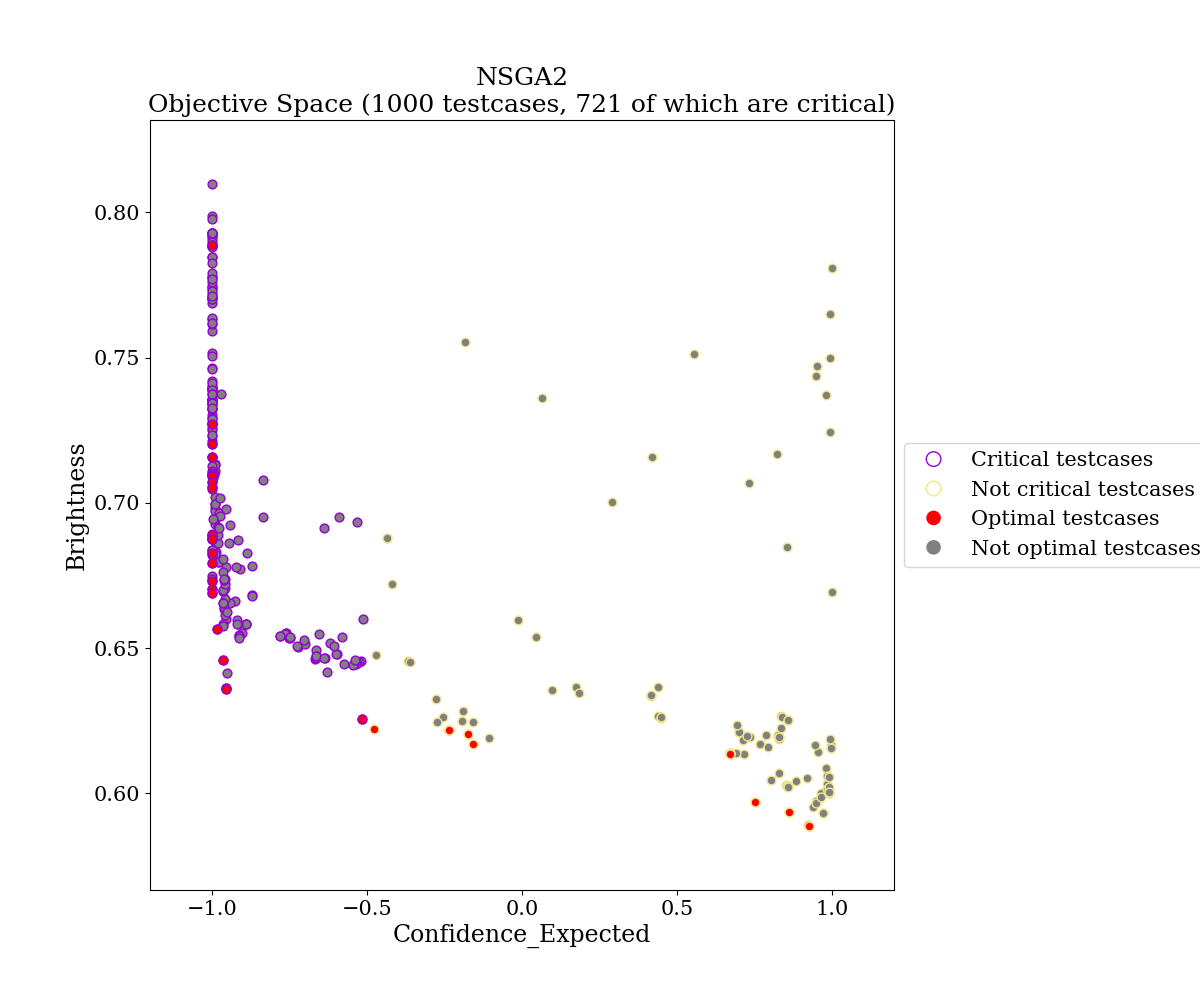 NSGA2
Objective Space (1000 testcases, 721 of which are critical)
0.80
0.75
0.70
0.65
0.60
Brightness
−1.0
−0.5
0.0
0.5
1.0
Confidence_Expected
Critical testcases
Not critical testcases
Optimal testcases
Not optimal testcases